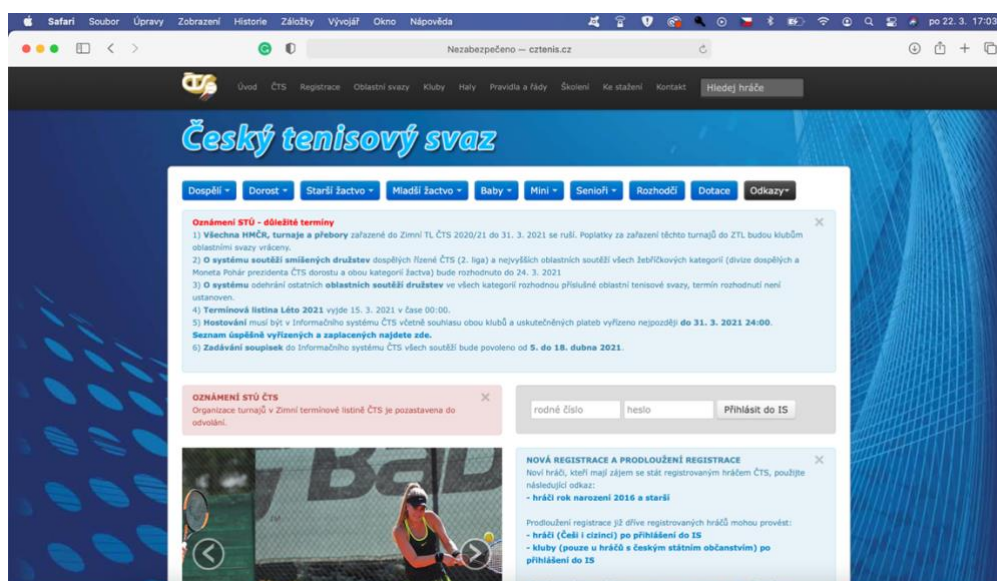 Safari Soubor Úpravy Zobrazení Historie Záložky Vývojář Okno Nápověda po 22. 3. 17:03
Nezabezpečeno — cztenis.cz
ČTS Úvod ČTS Registrace Oblastní svazy Kluby Haly Pravidla a řády Školení Ke stažení Kontakt Hledej hráče
Český tenisový svaz
Dospělí Dorost Starší žactvo Mladší žactvo Baby Mini Senioři Rozhodčí Dotace Odkazy
Oznámení STÚ - důležité termíny
1) Všechna HMČR, turnaje a přebory zařazené do Zimní TL ČTS 2020/21 do 31. 3. 2021 se ruší. Poplatky za zařazení těchto turnajů do ZTL budou klubům
oblastními svazy vráceny.
2) O systému soutěží smíšených družstev dospělých řízené ČTS (2. liga) a nejvyšších oblastních soutěží všech žebříčkových kategorií (divize dospělých a
Moneta Pohár prezidenta ČTS dorostu a obou kategorií žactva) bude rozhodnuto do 24. 3. 2021
3) O systému odehrání ostatních oblastních soutěží družstev ve všech kategorií rozhodnou příslušné oblastní tenisové svazy, termín rozhodnutí není
ustanoven.
4) Termínová listina Léto 2021 vyjde 15. 3. 2021 v čase 00:00.
5) Hostování musí být v Informačního systému ČTS včetně souhlasu obou klubů a uskutečněných plateb vyřízeno nejpozději do 31. 3. 2021 24:00.
Seznam úspěšně vyřízených a zaplacených najdete zde.
6) Zadávání soupisek do Informačního systému ČTS všech soutěží bude povoleno od 5. do 18. dubna 2021.
OZNÁMENÍ STÚ ČTS
Organizace turnajů v Zimní termínové listině ČTS je pozastavena do
odvolání.
rodné číslo heslo Přihlásit do IS
NOVÁ REGISTRACE A PRODLOUŽENÍ REGISTRACE
Noví hráči, kteří mají zájem se stát registrovaným hráčem ČTS, použijte
následující odkaz:
- hráči rok narození 2016 a starší
Prodloužení registrace již dříve registrovaných hráčů mohou provést:
- hráči (Češi i cizinci) po přihlášení do IS
- kluby (pouze u hráčů s českým státním občanstvím) po
přihlášení do IS